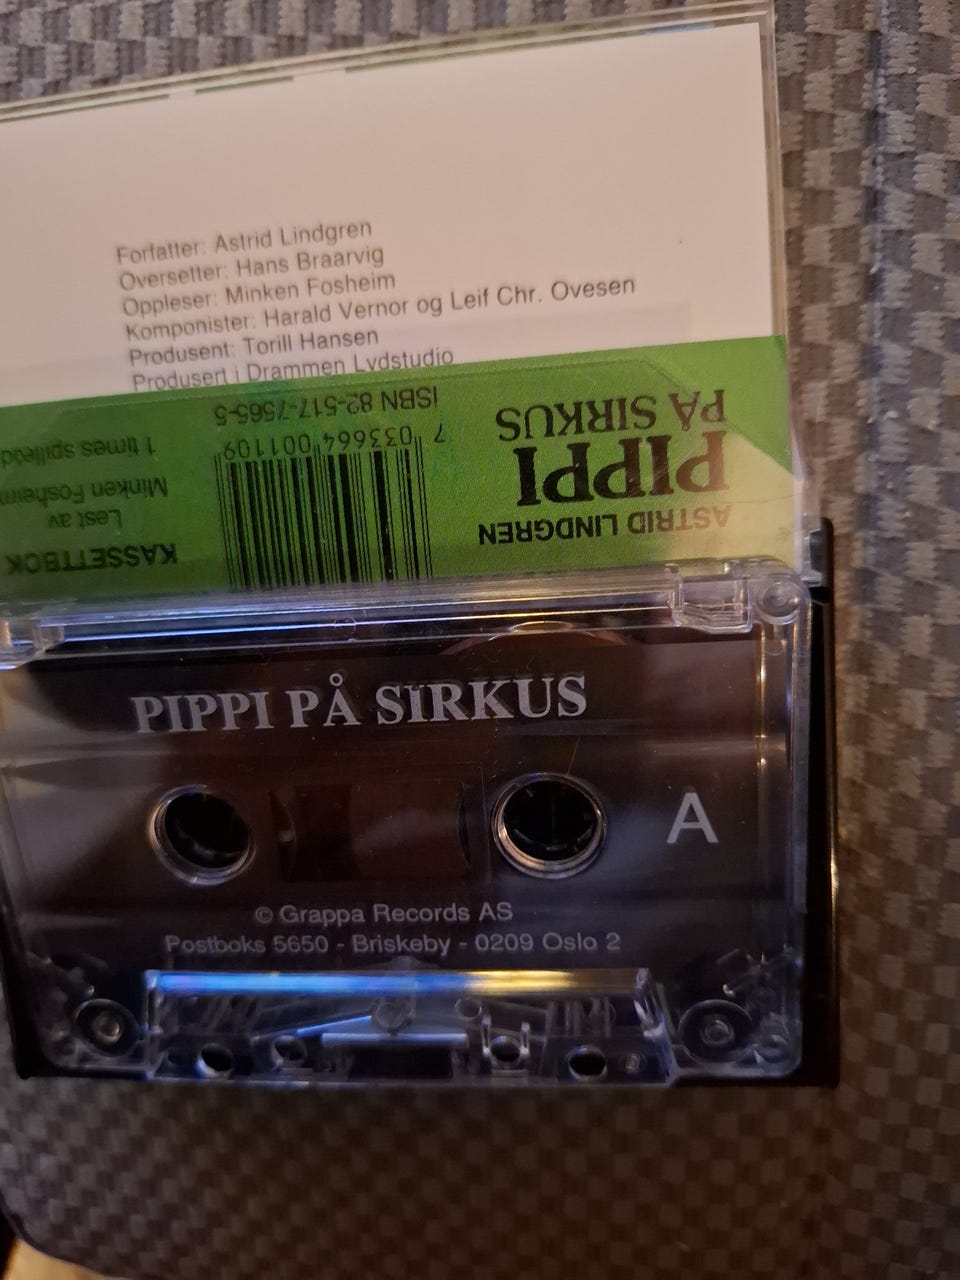 Forfatter: Astrid Lindgren
Oversetter: Hans Braarvig
Oppleser: Minken Fosheim
Komponister: Harald Vernor og Leif Chr. Ovesen
Produsent: Torill Hansen
Produsert i Drammen Lydstudio
ASTRID LINDGREN
PIPPI
PÅ SIRKUS
7 033664 001109
ISBN 82-517-7565-5
KASSETTBOK
Lest av
Minken Fosheim
1 times
PIPPI PÅ SIRKUS
A
© Grappa Records AS
Postboks 5650 - Briskeby - 0209 Oslo 2